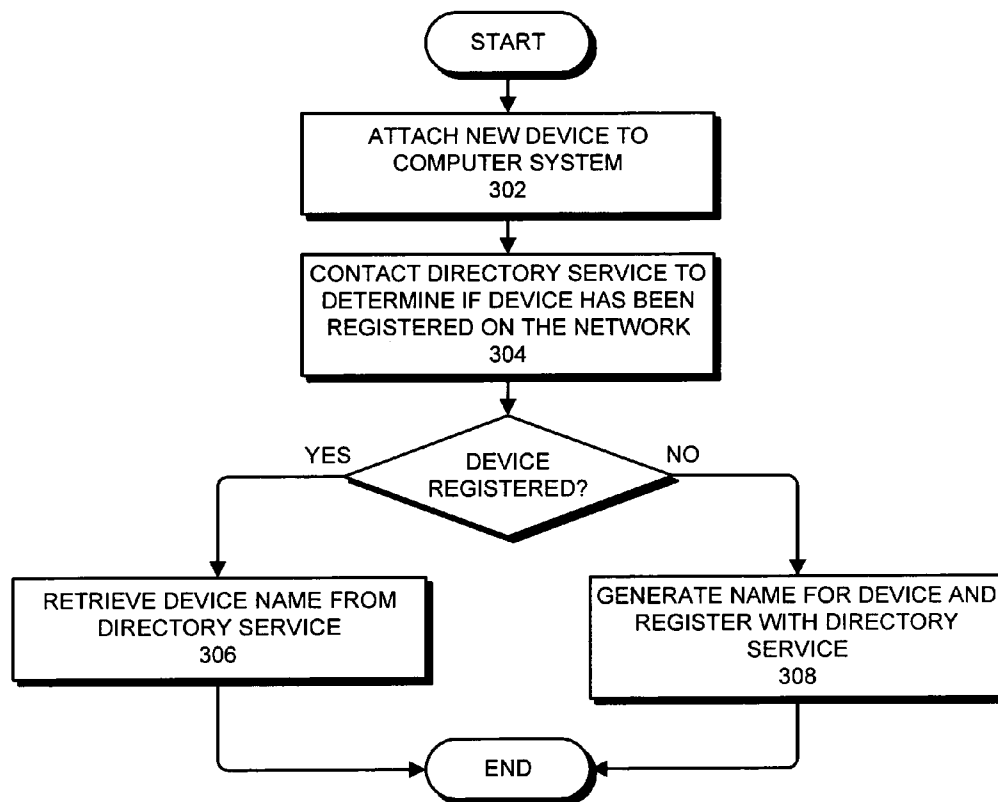 START
ATTACH NEW DEVICE TO
COMPUTER SYSTEM
302
CONTACT DIRECTORY SERVICE TO
DETERMINE IF DEVICE HAS BEEN
REGISTERED ON THE NETWORK
304
YES
DEVICE
REGISTERED?
NO
RETRIEVE DEVICE NAME FROM
DIRECTORY SERVICE
306
GENERATE NAME FOR DEVICE AND
REGISTER WITH DIRECTORY
SERVICE
308
END